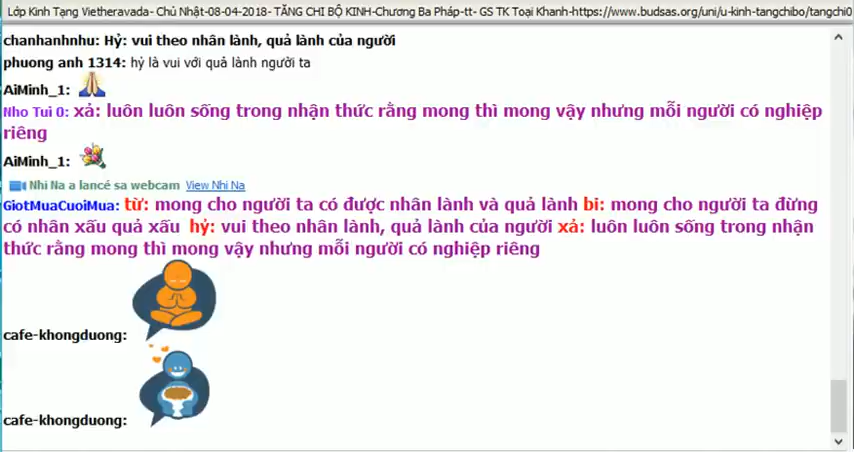 Lớp Kinh Tạng Vietheravada- Chủ Nhật-08-04-2018- TĂNG CHI BỘ KINH-Chương Ba Pháp-tt- GS TK Toại Khanh-https://www.budsas.org/uni/u-kinh-tangchibo/tangchi0
chanhanhnhu: Hỷ: vui theo nhân lành, quả lành của người
phuong anh 1314: hỷ là vui với quả lành người ta
AiMinh_1:
Nho Tui 0: xả: luôn luôn sống trong nhận thức rằng mong thì mong vậy nhưng mỗi người có nghiệp
riêng
AiMinh_1:
Nhi Na a lancé sa webcam View Nhi Na
GiotMuaCuoiMua: từ: mong cho người ta có được nhân lành và quả lành bi: mong cho người ta đừng
có nhân xấu quả xấu hỷ: vui theo nhân lành, quả lành của người xả: luôn luôn sống trong nhận
thức rằng mong thì mong vậy nhưng mỗi người có nghiệp riêng
cafe-khongduong:
cafe-khongduong: